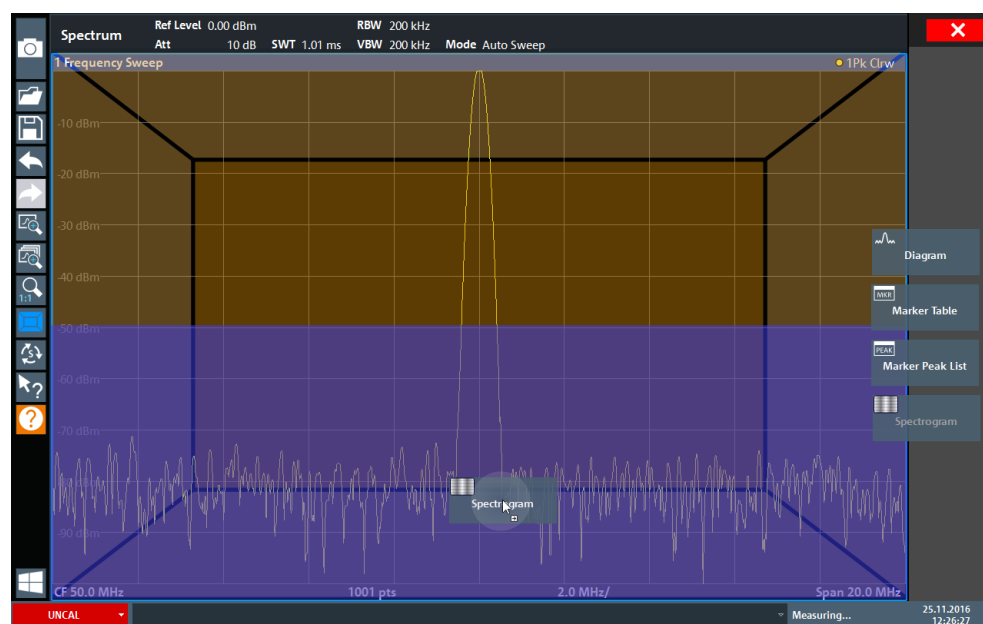 Spectrum Ref Level 0.00 dBm RBW 200 kHz
Att 10 dB SWT 1.01 ms VBW 200 kHz Mode Auto Sweep
1 Frequency Sweep 1Pk Clrw
-10 dBm
-20 dBm
-30 dBm
-40 dBm
-50 dBm
-60 dBm
-70 dBm
-90 dBm
1:1
S
?
?
Diagram
MKR
Marker Table
PEAK
Marker Peak List
Spectrogram
Spectrogram
CF 50.0 MHz 1001 pts 2.0 MHz/ Span 20.0 MHz
UNCAL Measuring... 25.11.2016
12:26:27